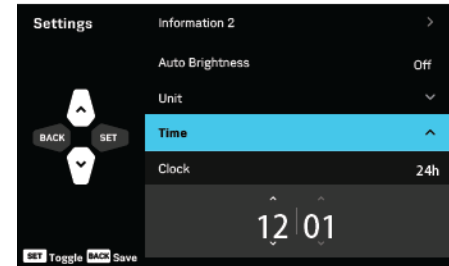 Settings
Information 2
Auto Brightness Off
Unit
BACK SET
Time
Clock 24h
12 01
SET Toggle BACK Save